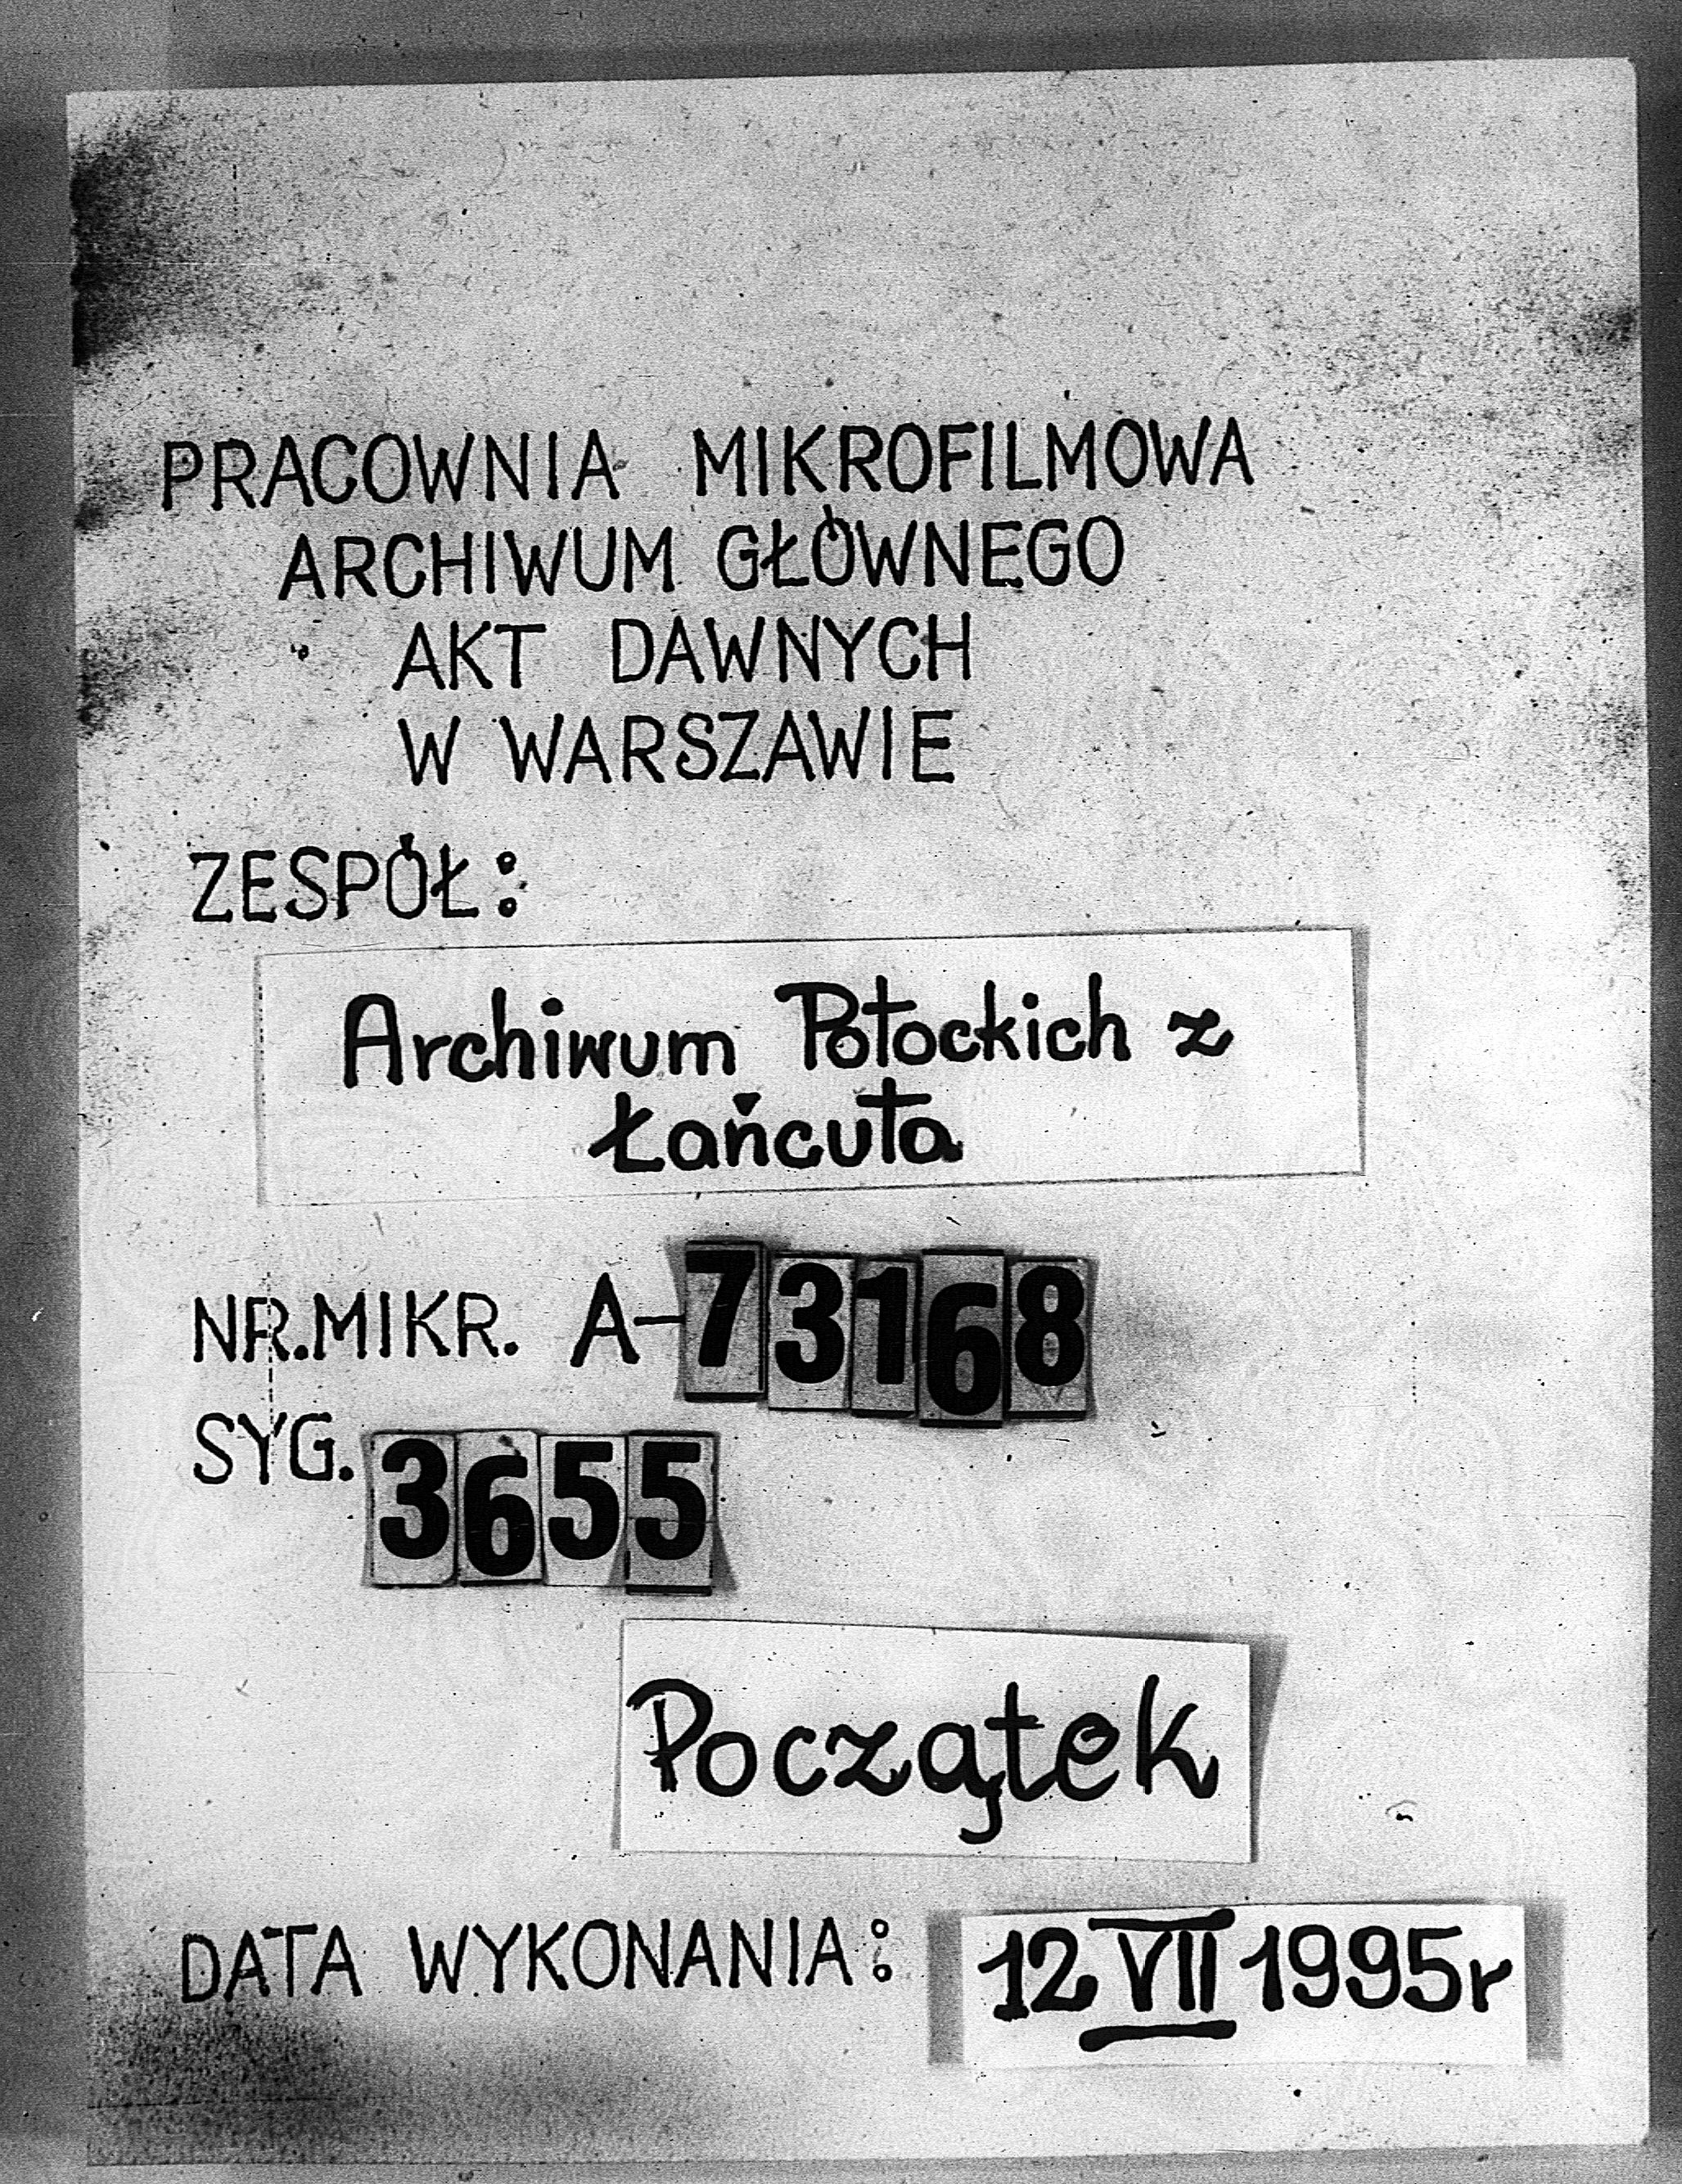 PRACOWNIA MIKROFILMOWA
ARCHIWUM GŁÓWNEGO
AKT DAWNYCH
W WARSZAWIE
ZESPÓŁ:
Archiwum Potockich z
Łańcuta
NR.MIKR. A-73168
SYG. 3655
Początek
DATA WYKONANIA: 12 VII 1995r